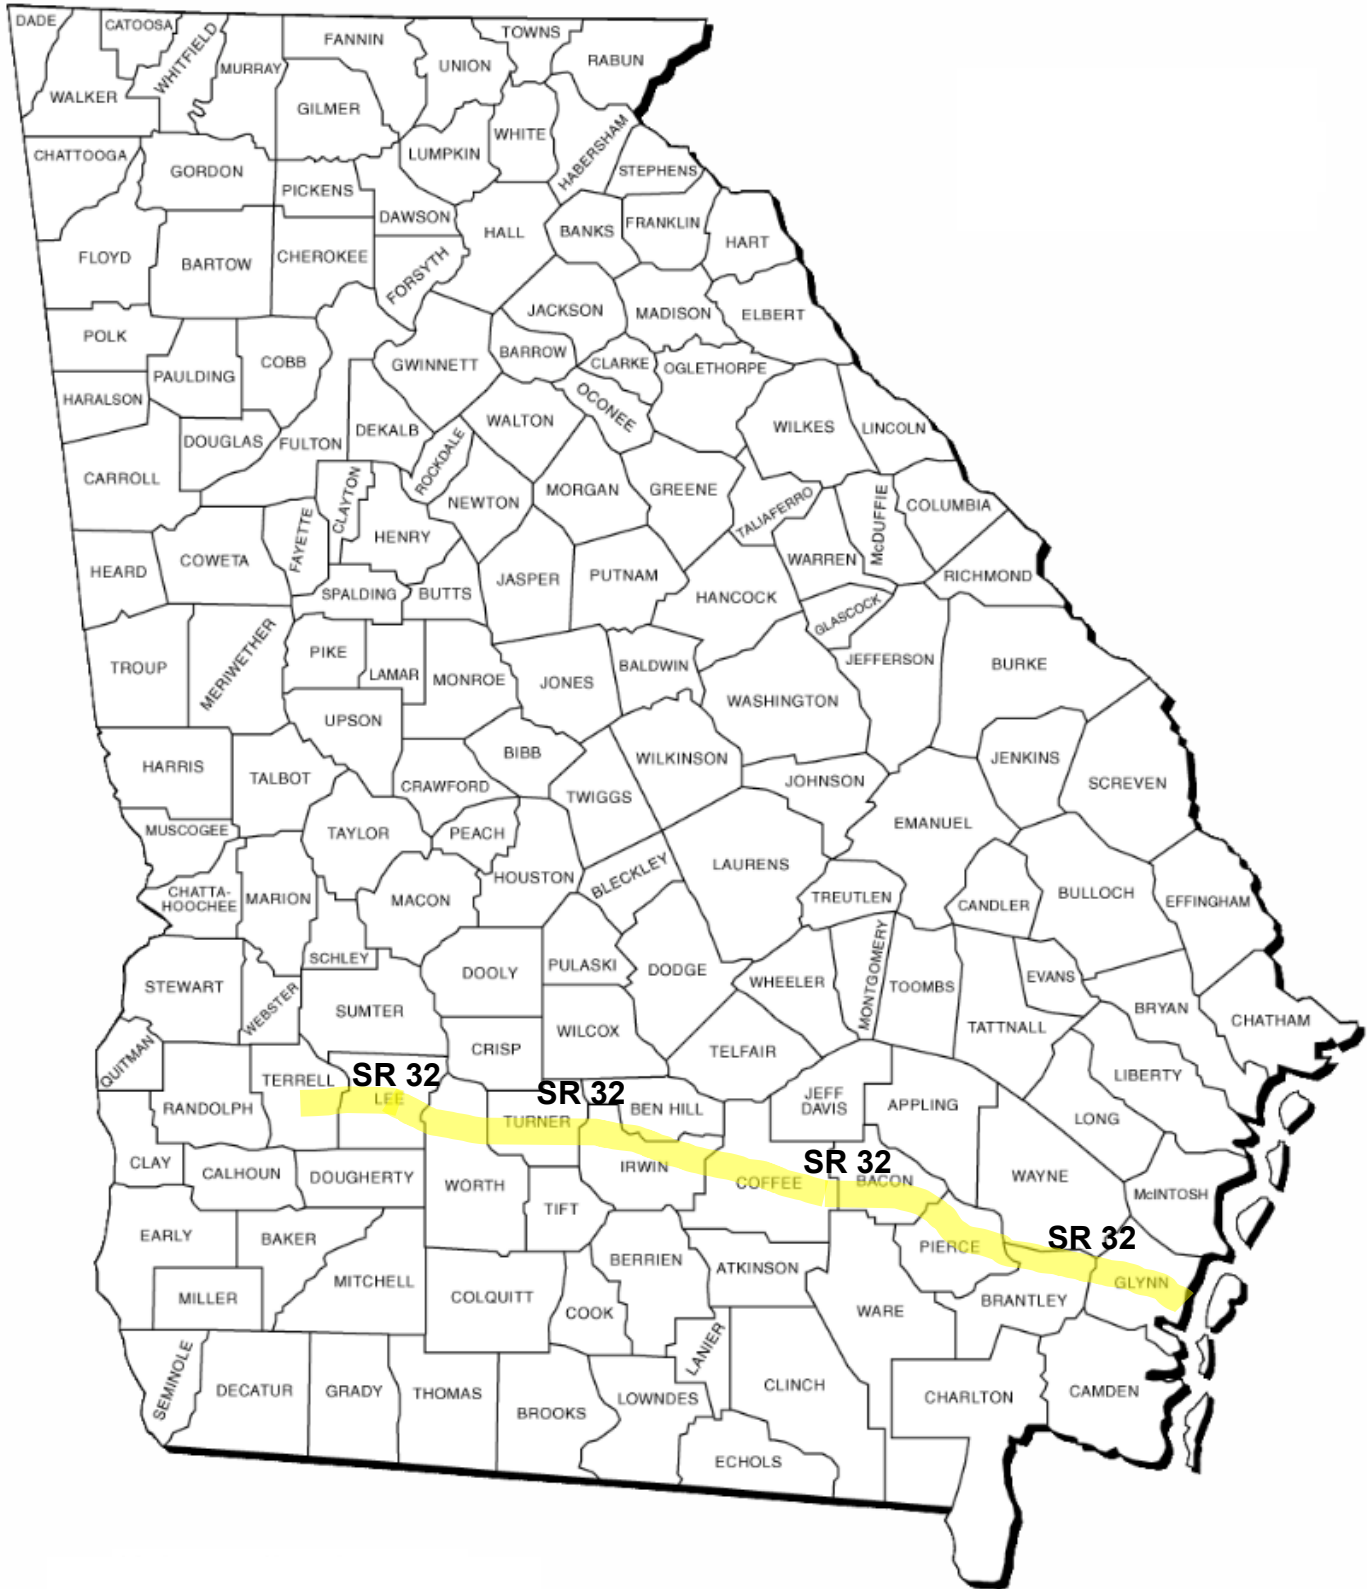 DADE
CATOOSA
WHITFIELD
MURRAY
FANNIN
UNION
TOWNS
RABUN
WALKER
GILMER
CHATTOOGA
GORDON
PICKENS
LUMPKIN
WHITE
HABERSHAM
STEPHENS
DAWSON
HALL
BANKS
FRANKLIN
HART
FLOYD
BARTOW
CHEROKEE
FORSYTH
JACKSON
MADISON
ELBERT
POLK
PAULDING
COBB
GWINNETT
BARROW
CLARKE
OGLETHORPE
HARALSON
OCONEE
DOUGLAS
FULTON
DEKALB
ROCKDALE
WALTON
WILKES
LINCOLN
CARROLL
CLAYTON
NEWTON
MORGAN
GREENE
TALIAFERRO
McDUFFIE
COLUMBIA
HEARD
COWETA
FAYETTE
HENRY
JASPER
PUTNAM
WARREN
RICHMOND
SPALDING
BUTTS
HANCOCK
GLASCOCK
TROUP
MERIWETHER
PIKE
LAMAR
MONROE
JONES
BALDWIN
JEFFERSON
BURKE
UPSON
WASHINGTON
HARRIS
TALBOT
CRAWFORD
BIBB
TWIGGS
WILKINSON
JOHNSON
JENKINS
SCREVEN
MUSCOGEE
TAYLOR
PEACH
EMANUEL
CHATTA-
HOOCHEE
MARION
MACON
HOUSTON
BLECKLEY
LAURENS
TREUTLEN
CANDLER
BULLOCH
EFFINGHAM
SCHLEY
DOOLY
PULASKI
DODGE
WHEELER
MONTGOMERY
TOOMBS
EVANS
STEWART
WEBSTER
SUMTER
WILCOX
TATTNALL
BRYAN
CHATHAM
QUITMAN
CRISP
TELFAIR
TERRELL
SR 32
LEE
SR 32
JEFF
DAVIS
LIBERTY
RANDOLPH
TURNER
BEN HILL
APPLING
LONG
CLAY
CALHOUN
DOUGHERTY
WORTH
IRWIN
COFFEE
SR 32
BACON
WAYNE
McINTOSH
TIFT
EARLY
BAKER
MITCHELL
BERRIEN
ATKINSON
PIERCE
SR 32
GLYNN
MILLER
COLQUITT
COOK
WARE
BRANTLEY
SEMINOLE
DECATUR
GRADY
THOMAS
BROOKS
LOWNDES
LANIER
CLINCH
CHARLTON
CAMDEN
ECHOLS